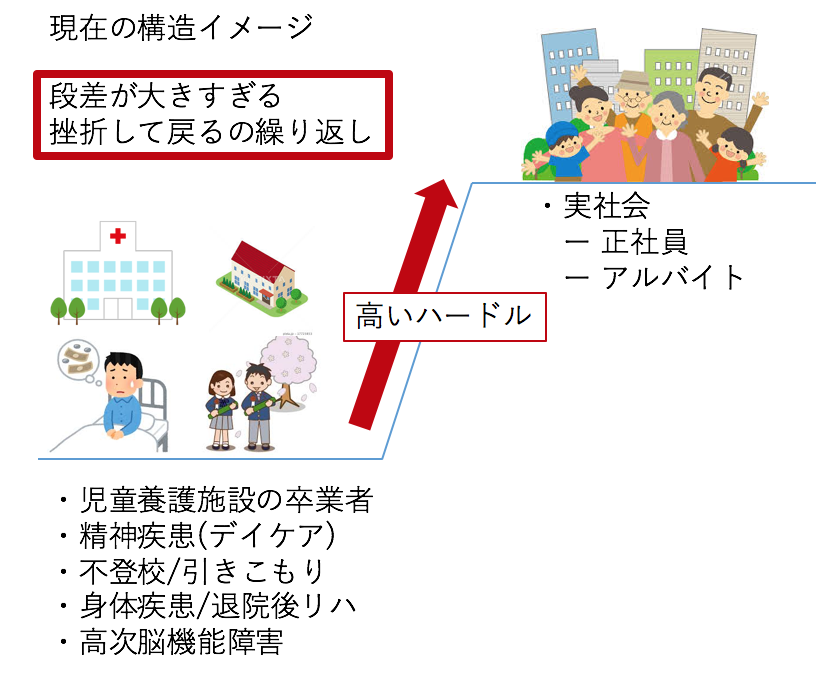 現在の構造イメージ
段差が大きすぎる
挫折して戻るの繰り返し
・実社会
ー 正社員
ー アルバイト
高いハードル
・児童養護施設の卒業者
・精神疾患(デイケア)
・不登校/引きこもり
・身体疾患/退院後リハ
・高次脳機能障害